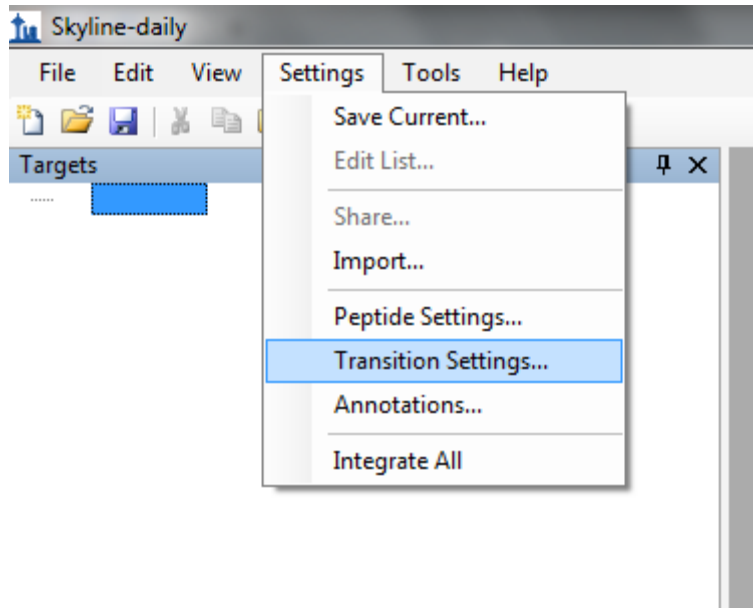 Skyline-daily
File Edit View Settings Tools Help
Save Current...
Targets
Edit List...
Share...
Import...
Peptide Settings...
Transition Settings...
Annotations...
Integrate All